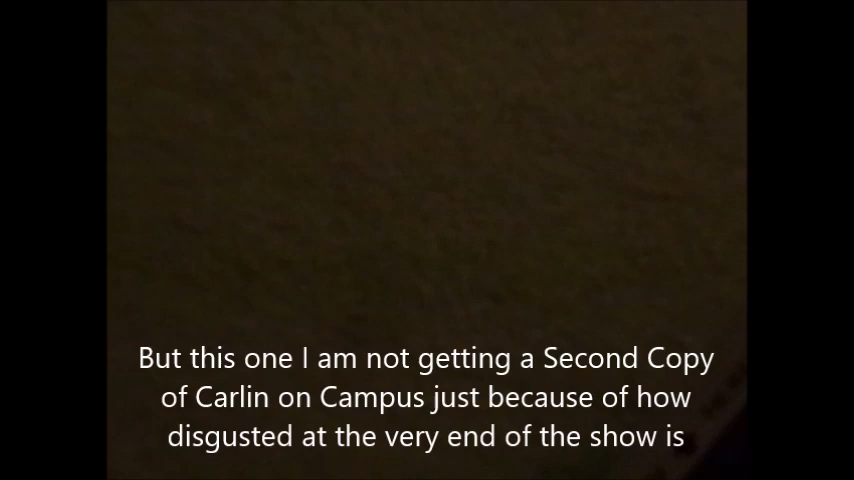 But this one I am not getting a Second Copy
of Carlin on Campus just because of how
disgusted at the very end of the show is